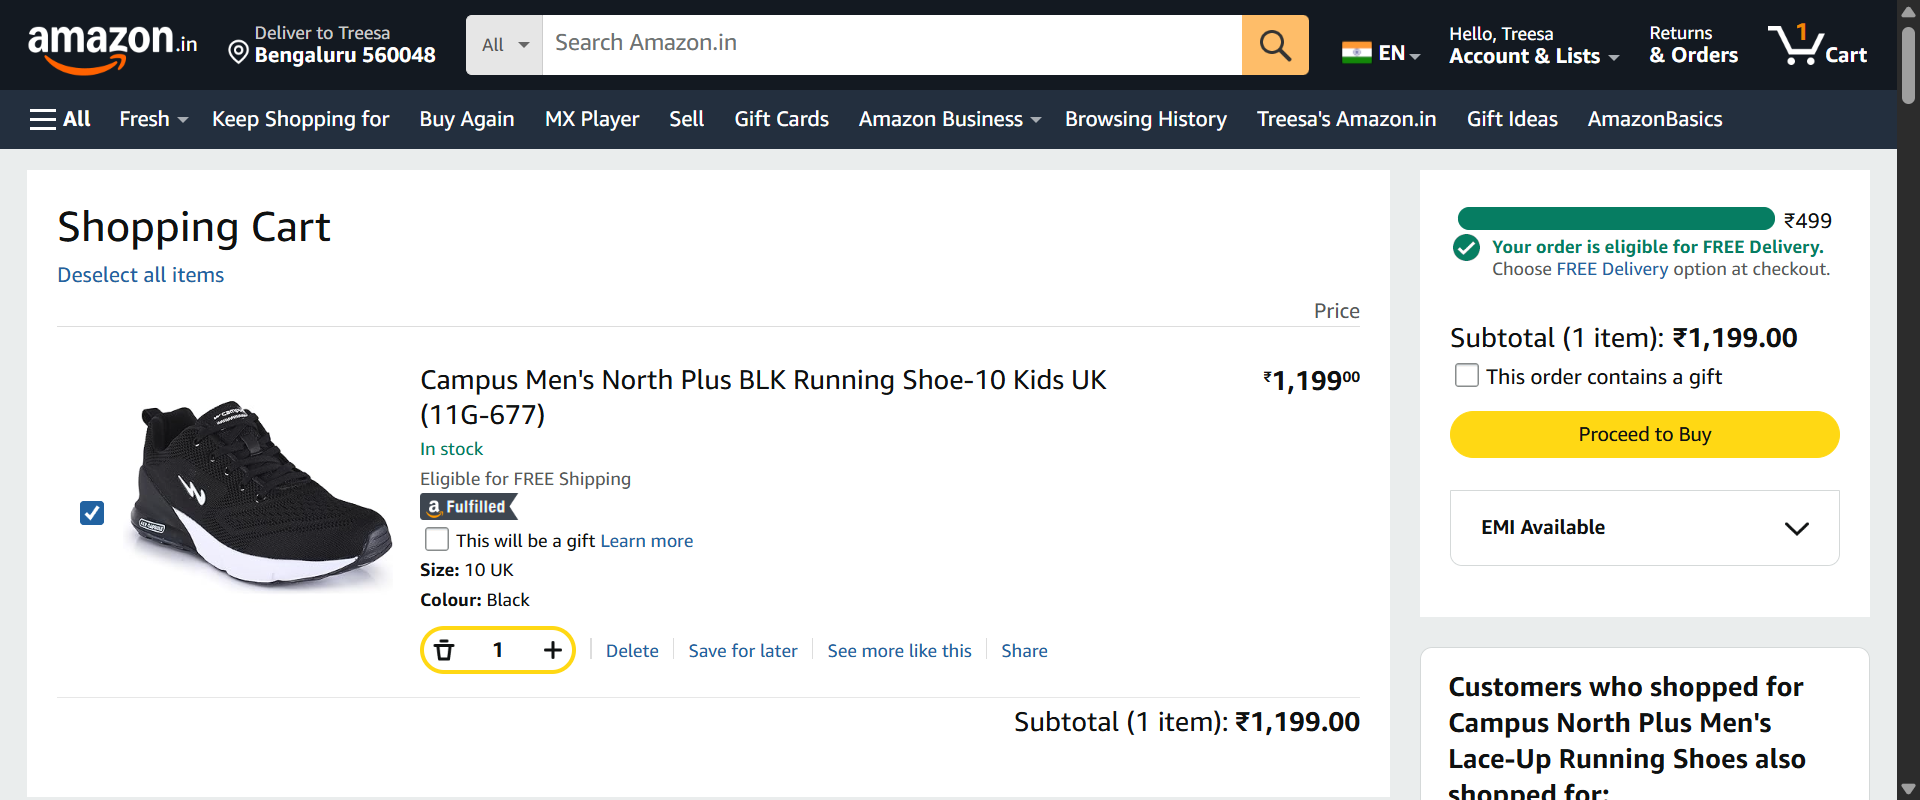 amazon.in
Deliver to Treesa
Bengaluru 560048
All
Search Amazon.in
EN
Hello, Treesa
Account & Lists
Returns
& Orders
1
Cart
All
Fresh
Keep Shopping for
Buy Again
MX Player
Sell
Gift Cards
Amazon Business
Browsing History
Treesa's Amazon.in
Gift Ideas
AmazonBasics
Shopping Cart
Deselect all items
Price
Campus Men's North Plus BLK Running Shoe-10 Kids UK
(11G-677)
₹1,19900
In stock
Eligible for FREE Shipping
a Fulfilled
This will be a gift Learn more
Size: 10 UK
Colour: Black
1
Delete
Save for later
See more like this
Share
Subtotal (1 item): ₹1,199.00
₹499
Your order is eligible for FREE Delivery.
Choose FREE Delivery option at checkout.
Subtotal (1 item): ₹1,199.00
This order contains a gift
Proceed to Buy
EMI Available
Customers who shopped for
Campus North Plus Men's
Lace-Up Running Shoes also
shopped for: